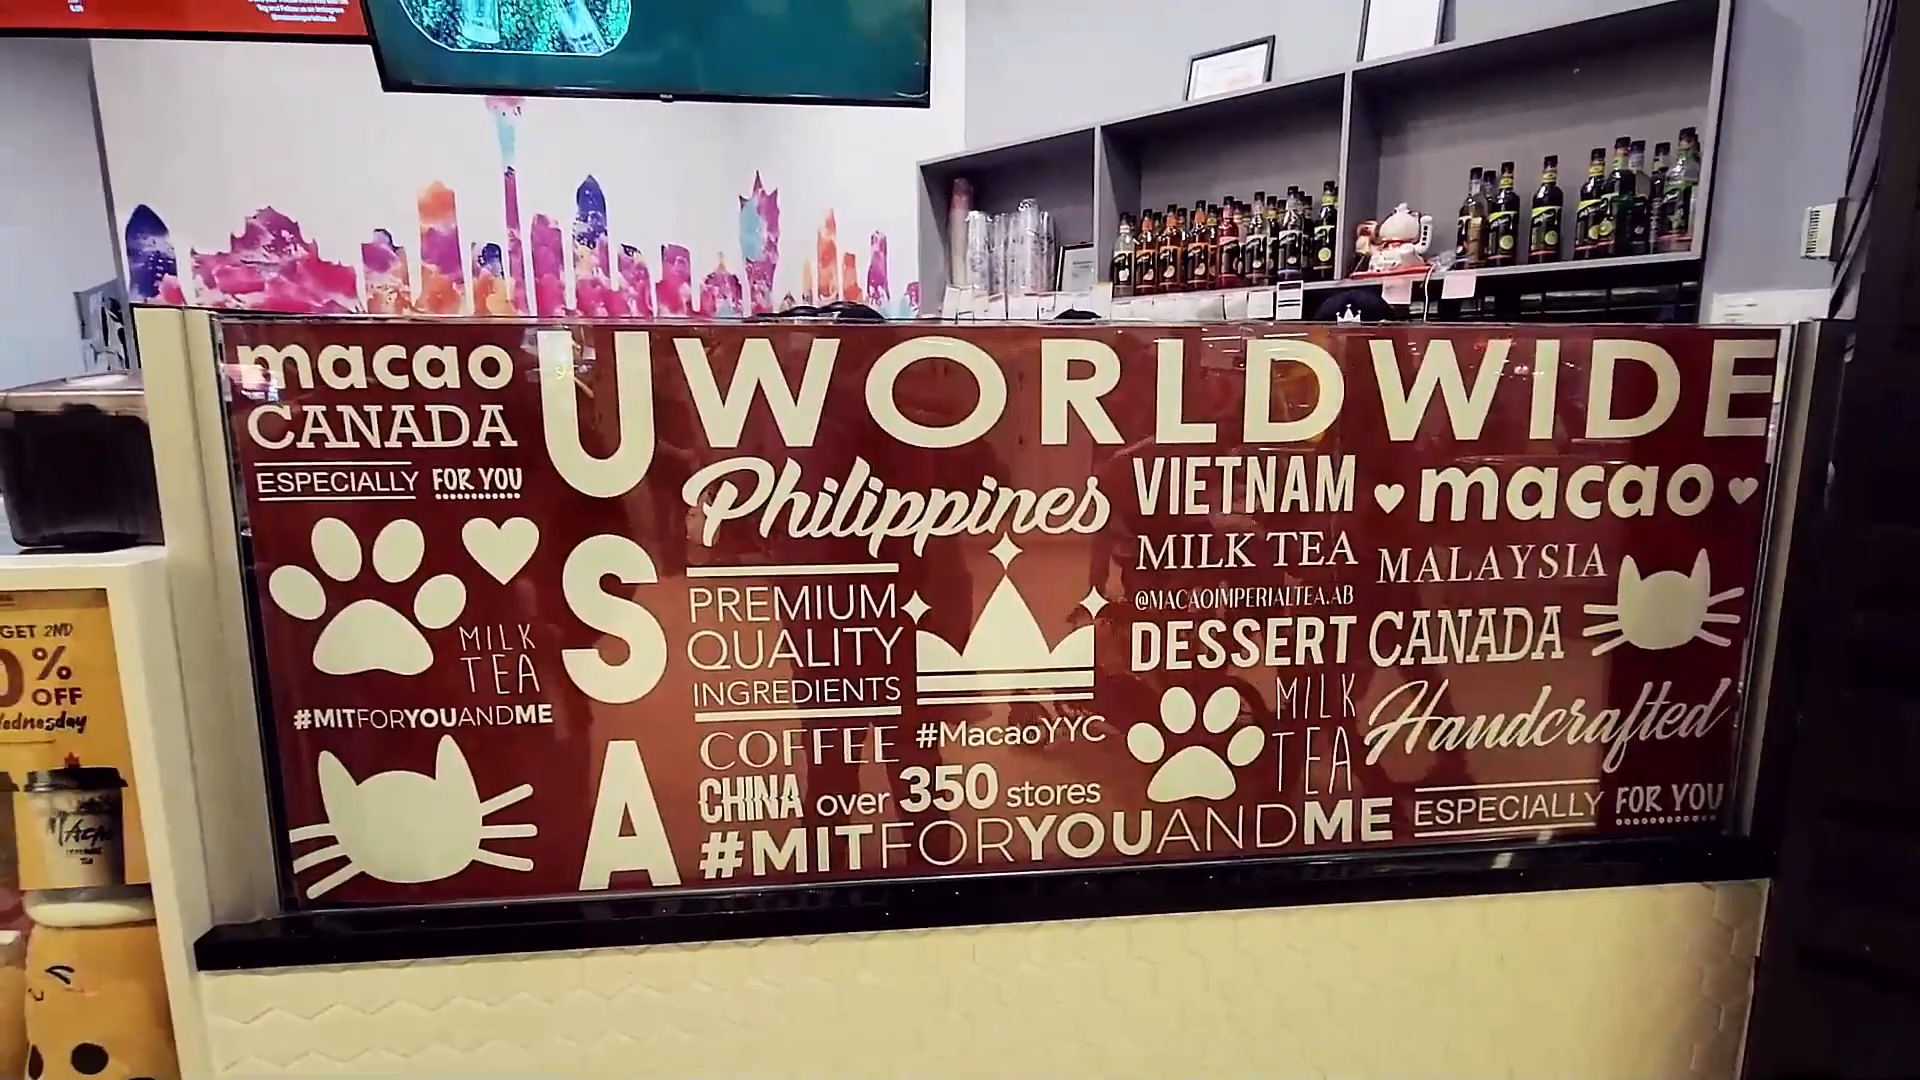 macao
CANADA
ESPECIALLY FOR YOU
MILK
TEA
#MITFORYOUANDME
USA
WORLDWIDE
Philippines
PREMIUM
QUALITY
INGREDIENTS
COFFEE
#MacaoYYC
CHINA over 350 stores
#MITFORYOUANDME
VIETNAM
MILK TEA
@MACAOIMPERIALTEA.AB
DESSERT
MILK
TEA
macao
MALAYSIA
CANADA
Handcrafted
ESPECIALLY FOR YOU
GET 2ND
0%
OFF
Wednesday